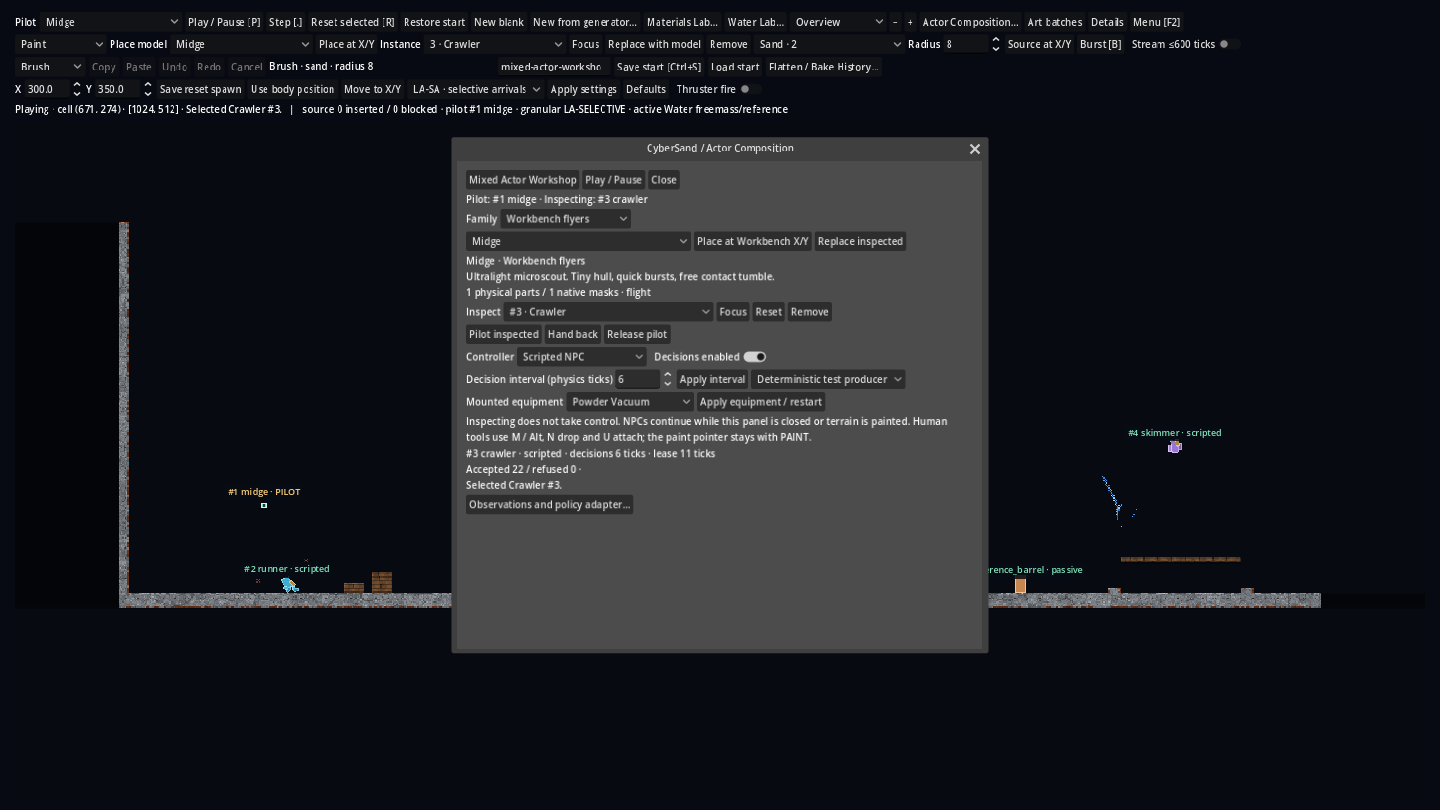 Pilot Midge Play / Pause [P] Step [.] Reset selected [R] Restore start New blank New from generator... Materials Lab... Water Lab... Overview - + Actor Composition... Art batches Details Menu [F2]
Paint Place model Midge Place at X/Y Instance 3 · Crawler Focus Replace with model Remove Sand · 2 Radius 8 Source at X/Y Burst [B] Stream ≤600 ticks
Brush Copy Paste Undo Redo Cancel Brush · sand · radius 8 mixed-actor-worksho Save start [Ctrl+S] Load start Flatten / Bake History...
X 300.0 Y 350.0 Save reset spawn Use body position Move to X/Y LA-SA · selective arrivals Apply settings Defaults Thruster fire
Playing · cell (671, 274) · [1024, 512] · Selected Crawler #3. | source 0 inserted / 0 blocked · pilot #1 midge · granular LA-SELECTIVE · active Water freemass/reference
CyberSand / Actor Composition
Mixed Actor Workshop Play / Pause Close
Pilot: #1 midge · Inspecting: #3 crawler
Family Workbench flyers
Midge Place at Workbench X/Y Replace inspected
Midge · Workbench flyers
Ultralight microscout. Tiny hull, quick bursts, free contact tumble.
1 physical parts / 1 native masks · flight
Inspect #3 · Crawler Focus Reset Remove
Pilot inspected Hand back Release pilot
Controller Scripted NPC Decisions enabled
Decision interval (physics ticks) 6 Apply interval Deterministic test producer
Mounted equipment Powder Vacuum Apply equipment / restart
Inspecting does not take control. NPCs continue while this panel is closed or terrain is painted. Human
tools use M / Alt, N drop and U attach; the paint pointer stays with PAINT.
#3 crawler · scripted · decisions 6 ticks · lease 11 ticks
Accepted 22 / refused 0 ·
Selected Crawler #3.
Observations and policy adapter...
#4 skimmer · scripted
#1 midge · PILOT
#2 runner · scripted
erence_barrel · passive